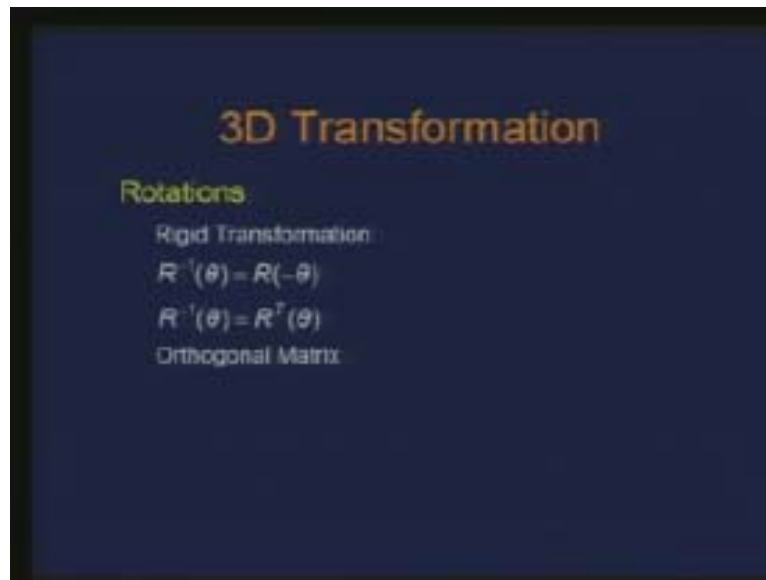 3D Transformation
Rotations
Rigid Transformation
R⁻¹(θ) = R(−θ)
R⁻¹(θ) = Rᵀ(θ)
Orthogonal Matrix